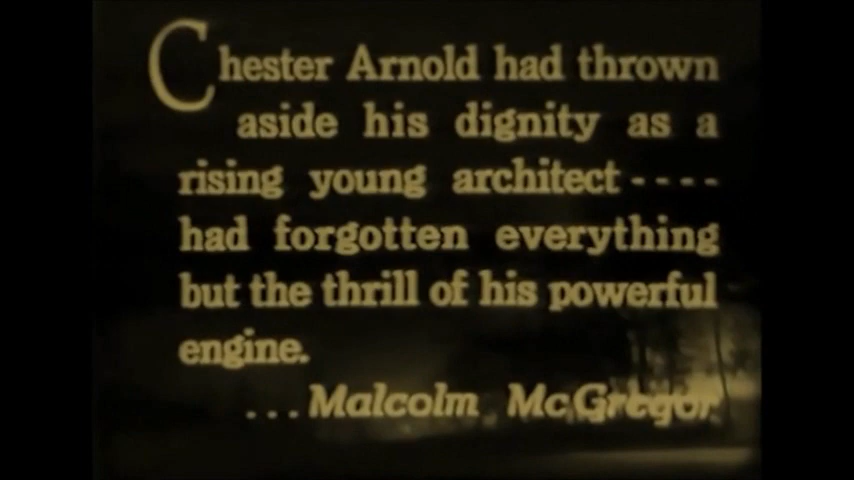 Chester Arnold had thrown
aside his dignity as a
rising young architect ----
had forgotten everything
but the thrill of his powerful
engine.
...Malcolm McGregor